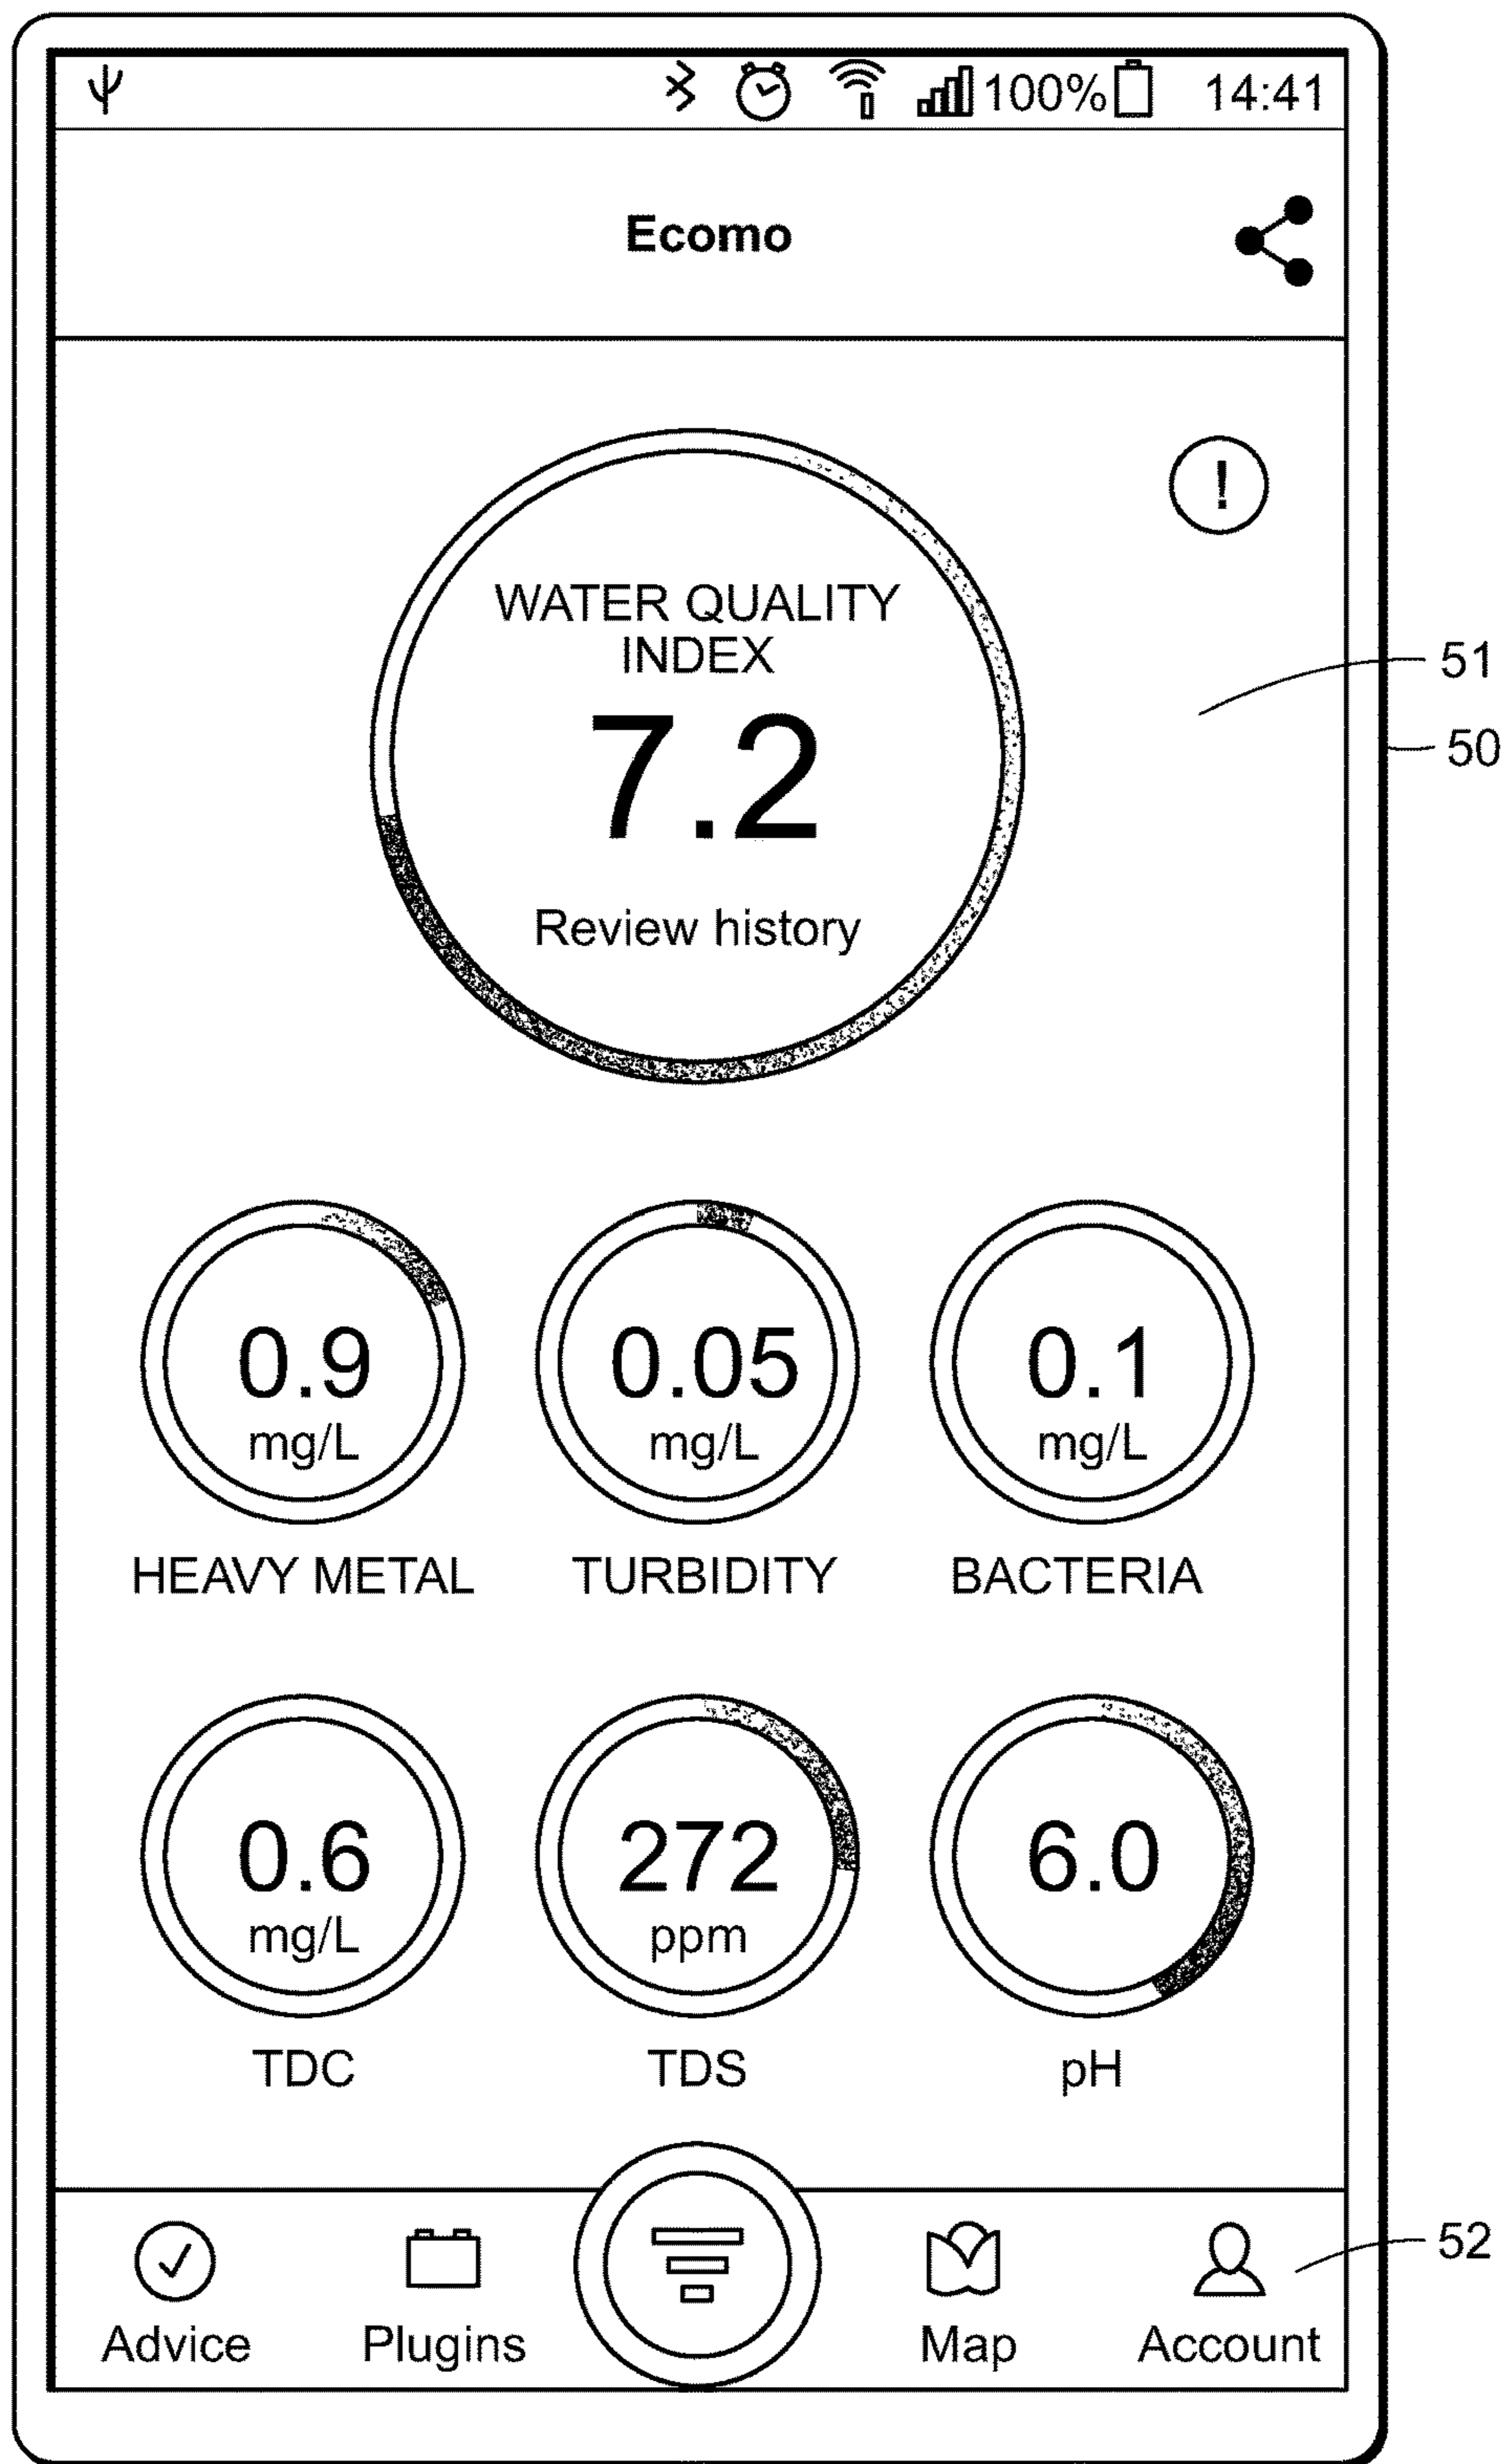 100% 14:41
Ecomo
!
WATER QUALITY
INDEX
7.2
Review history
51
50
0.9 0.05 0.1
mg/L mg/L mg/L
HEAVY METAL TURBIDITY BACTERIA
0.6 272 6.0
mg/L ppm
TDC TDS pH
52
Advice Plugins Map Account